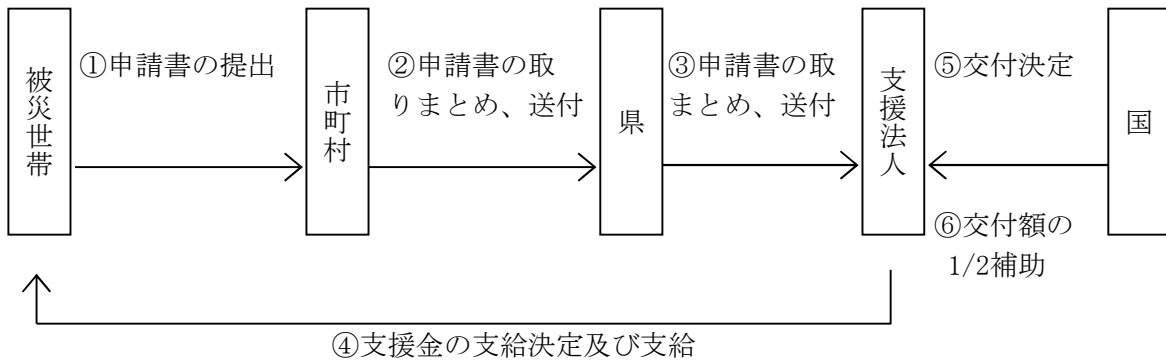 被災世帯
①申請書の提出
市町村
②申請書の取
りまとめ、送付
県
③申請書の取
まとめ、送付
支援法人
⑤交付決定
国
⑥交付額の
1/2補助
④支援金の支給決定及び支給